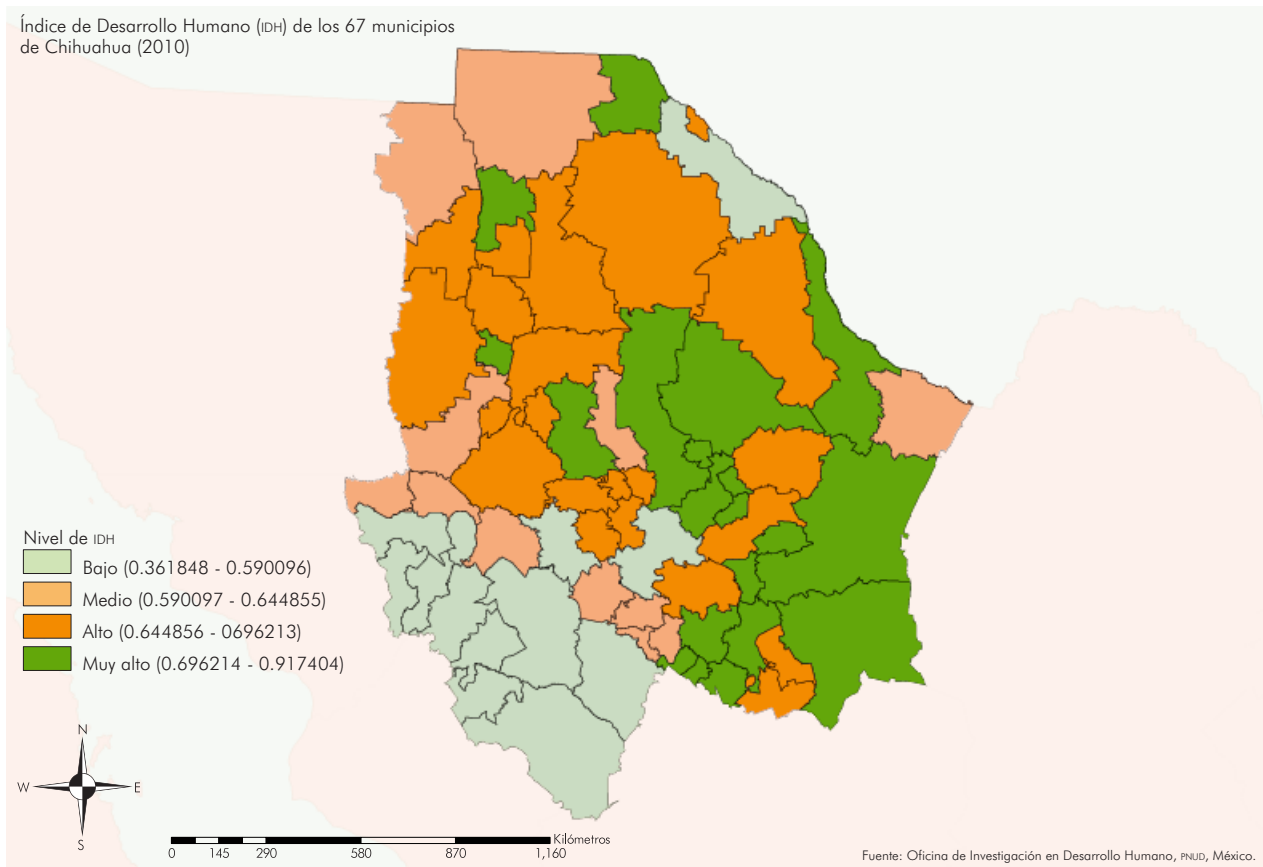 Índice de Desarrollo Humano (IDH) de los 67 municipios
de Chihuahua (2010)
Nivel de IDH
Bajo (0.361848 - 0.590096)
Medio (0.590097 - 0.644855)
Alto (0.644856 - 0696213)
Muy alto (0.696214 - 0.917404)
N
W E
S
Kilómetros
0 145 290 580 870 1,160
Fuente: Oficina de Investigación en Desarrollo Humano, PNUD, México.